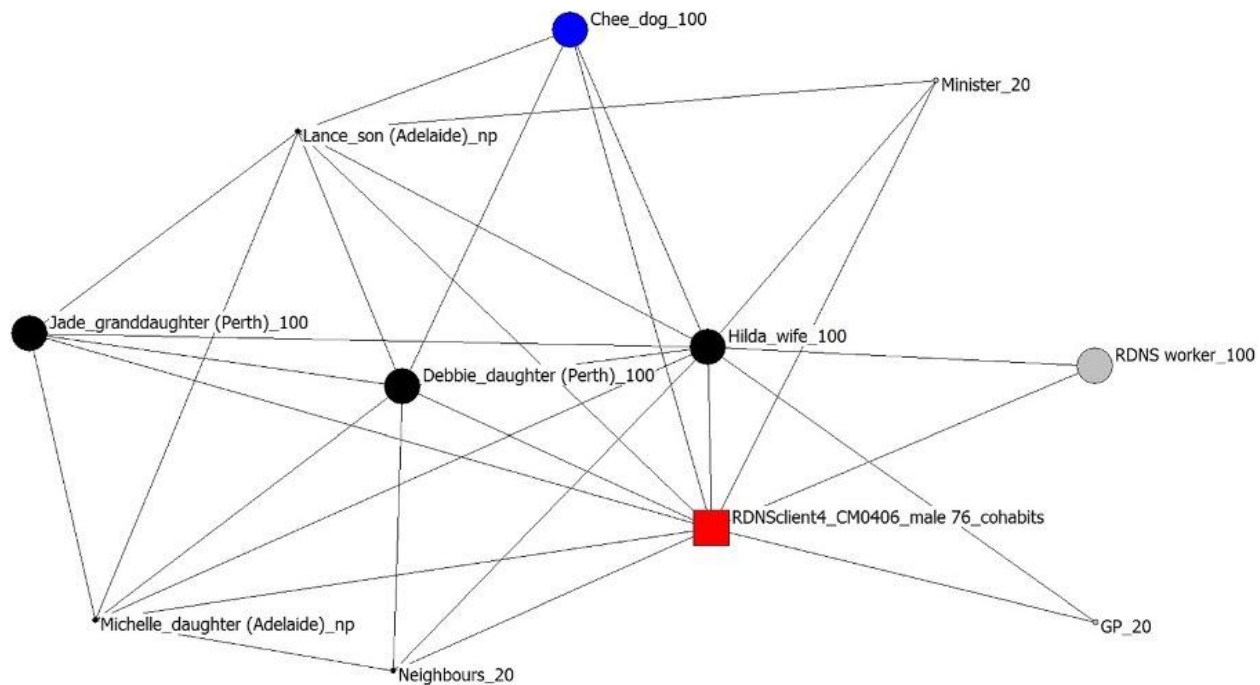 Chee_dog_100
Minister_20
Lance_son (Adelaide)_np
Jade_granddaughter (Perth)_100
Hilda_wife_100
RDNS worker_100
Debbie_daughter (Perth)_100
RDNSclient4_CM0406_male 76_cohabits
Michelle_daughter (Adelaide)_np
GP_20
Neighbours_20